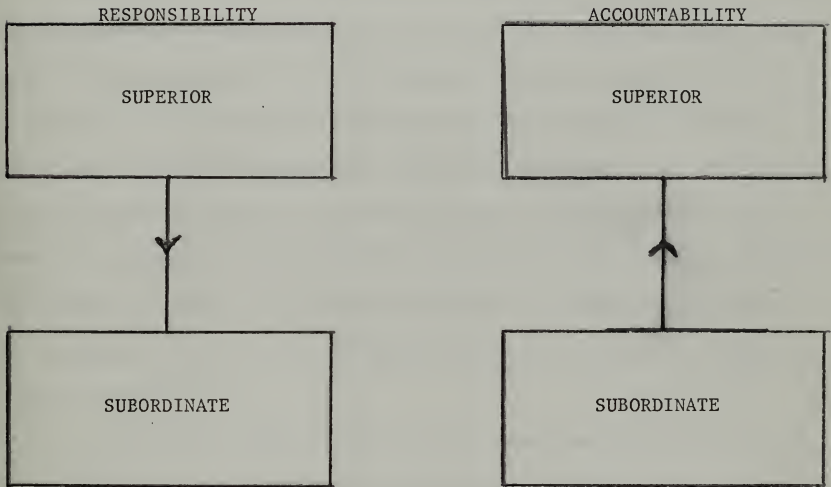 RESPONSIBILITY ACCOUNTABILITY
SUPERIOR SUPERIOR
SUBORDINATE SUBORDINATE